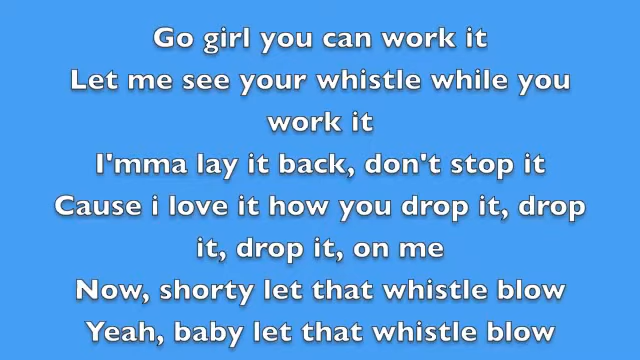 Go girl you can work it
Let me see your whistle while you
work it
I'mma lay it back, don't stop it
Cause i love it how you drop it, drop
it, drop it, on me
Now, shorty let that whistle blow
Yeah, baby let that whistle blow